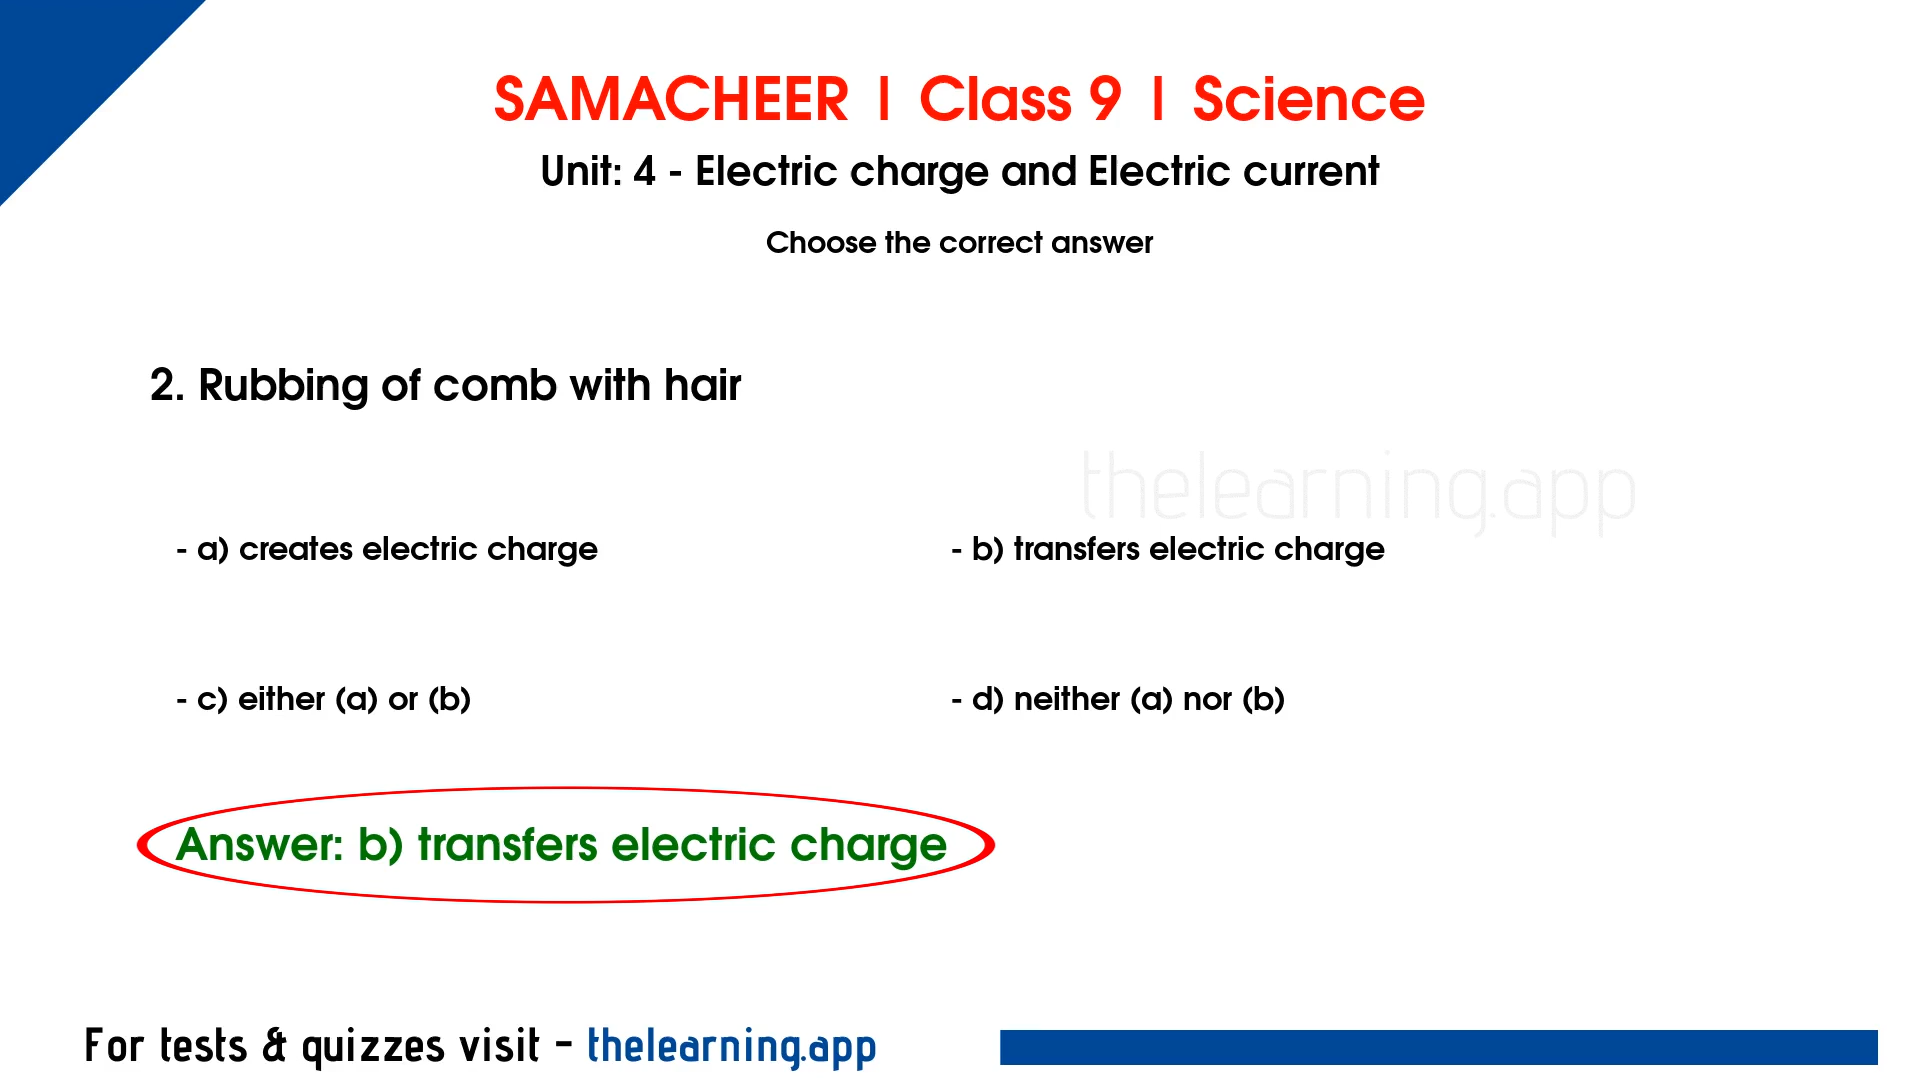 SAMACHEER | Class 9 | Science
Unit: 4 - Electric charge and Electric current
Choose the correct answer
2. Rubbing of comb with hair
thelearning.app
- a) creates electric charge
- b) transfers electric charge
- c) either (a) or (b)
- d) neither (a) nor (b)
Answer: b) transfers electric charge
For tests & quizzes visit - thelearning.app